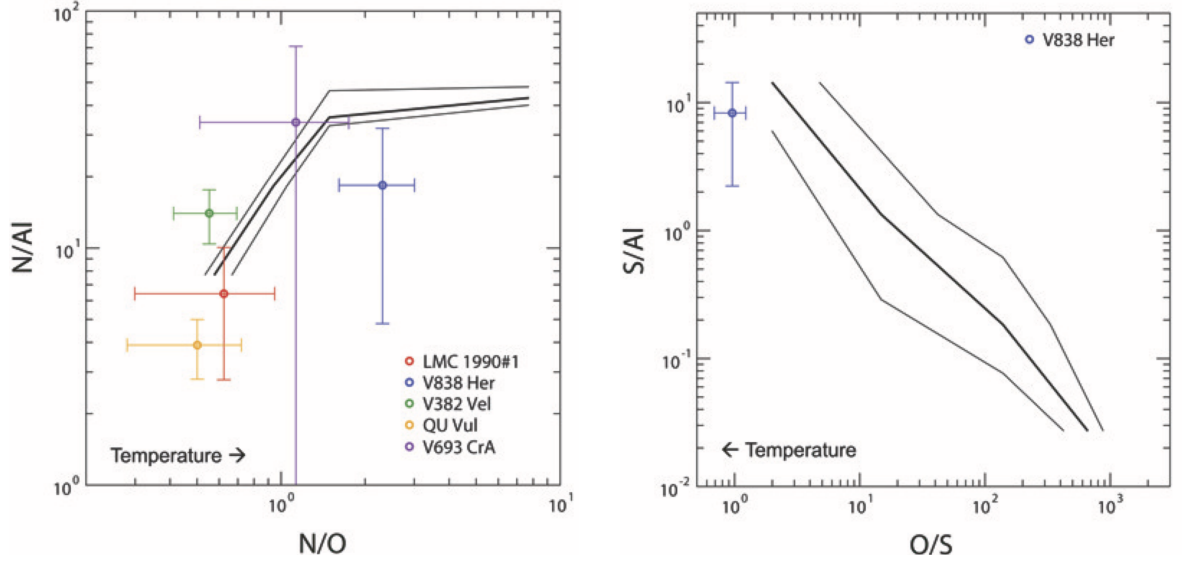 10²
10¹
10⁰
N/Al
LMC 1990#1
V838 Her
V382 Vel
QU Vul
V693 CrA
Temperature →
10⁰
10¹
N/O
V838 Her
10¹
10⁰
10⁻¹
10⁻²
S/Al
← Temperature
10⁰
10¹
10²
10³
O/S